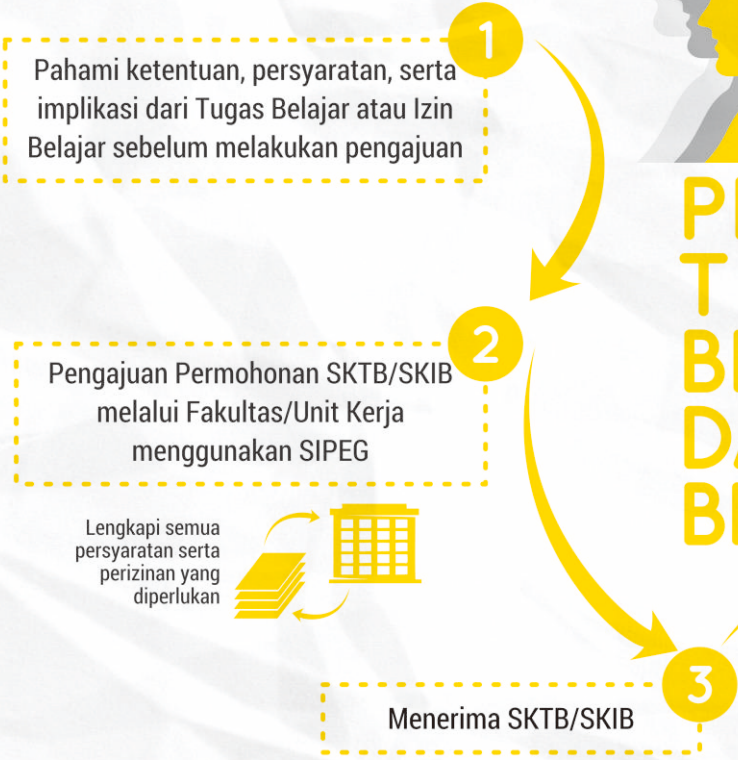 1
Pahami ketentuan, persyaratan, serta
implikasi dari Tugas Belajar atau Izin
Belajar sebelum melakukan pengajuan
2
Pengajuan Permohonan SKTB/SKIB
melalui Fakultas/Unit Kerja
menggunakan SIPEG
Lengkapi semua
persyaratan serta
perizinan yang
diperlukan
3
Menerima SKTB/SKIB